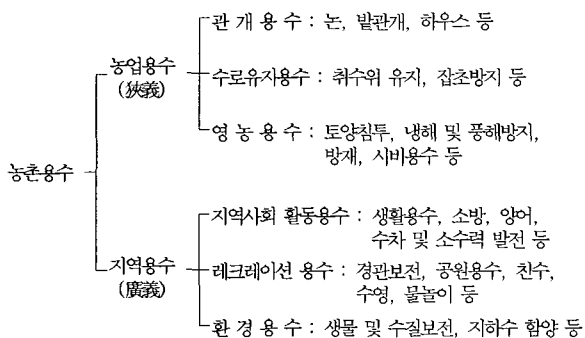 관 개 용 수 : 논, 밭관개, 하우스 등
농업용수
(狹義)
수로유지용수 : 취수위 유지, 잡초방지 등
영 농 용 수 : 토양침투, 냉해 및 풍해방지,
방재, 시비용수 등
농촌용수
지역사회 활동용수 : 생활용수, 소방, 양어,
수차 및 소수력 발전 등
지역용수
(廣義)
레크레이션 용수 : 경관보전, 공원용수, 친수,
수영, 물놀이 등
환 경 용 수 : 생물 및 수질보전, 지하수 함양 등